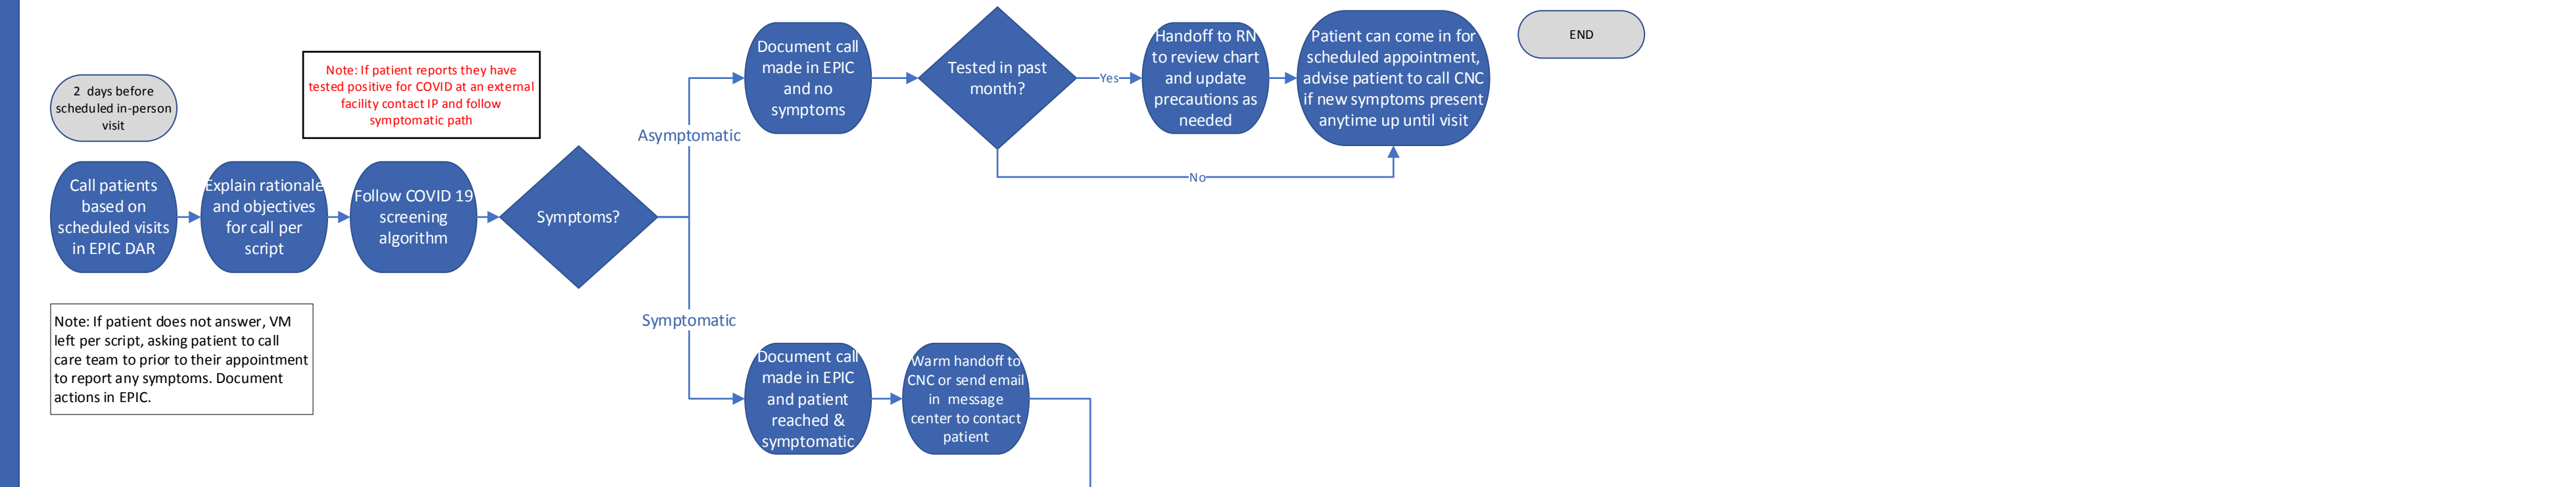 2 days before
scheduled in-person
visit
Note: If patient reports they have
tested positive for COVID at an external
facility contact IP and follow
symptomatic path
Call patients
based on
scheduled visits
in EPIC DAR
Explain rationale
and objectives
for call per
script
Follow COVID 19
screening
algorithm
Symptoms?
Asymptomatic
Document call
made in EPIC
and no
symptoms
Tested in past
month?
Yes
Handoff to RN
to review chart
and update
precautions as
needed
Patient can come in for
scheduled appointment,
advise patient to call CNC
if new symptoms present
anytime up until visit
END
No
Note: If patient does not answer, VM
left per script, asking patient to call
care team to prior to their appointment
to report any symptoms. Document
actions in EPIC.
Symptomatic
Document call
made in EPIC
and patient
reached &
symptomatic
Warm handoff to
CNC or send email
in message
center to contact
patient